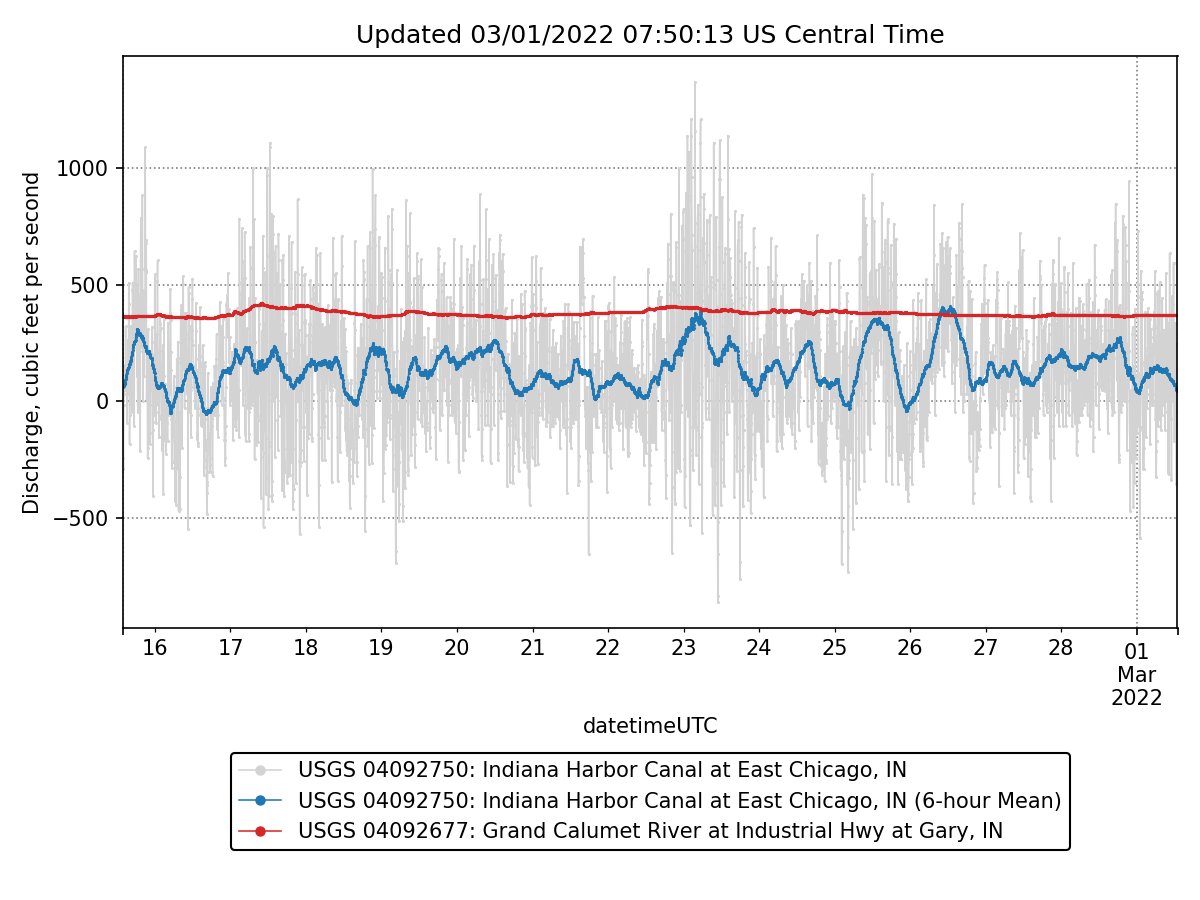 Updated 03/01/2022 07:50:13 US Central Time
Discharge, cubic feet per second
1000
500
0
−500
16 17 18 19 20 21 22 23 24 25 26 27 28 01
Mar
2022
datetimeUTC
USGS 04092750: Indiana Harbor Canal at East Chicago, IN
USGS 04092750: Indiana Harbor Canal at East Chicago, IN (6-hour Mean)
USGS 04092677: Grand Calumet River at Industrial Hwy at Gary, IN